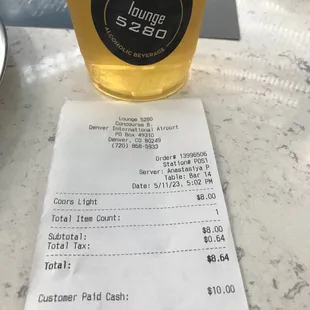 lounge
5280
ALCOHOLIC BEVERAGE
Lounge 5280
Concourse B.
Denver International Airport
PO Box 49310
Denver, CO 80249
(720) 868-5933
Order# 13996506
Station# POS1
Server: Anastasiya P
Table: Bar 14
Date: 5/11/23, 5:02 PM
Coors Light $8.00
Total Item Count: 1
Subtotal: $8.00
Total Tax: $0.64
Total: $8.64
Customer Paid Cash: $10.00